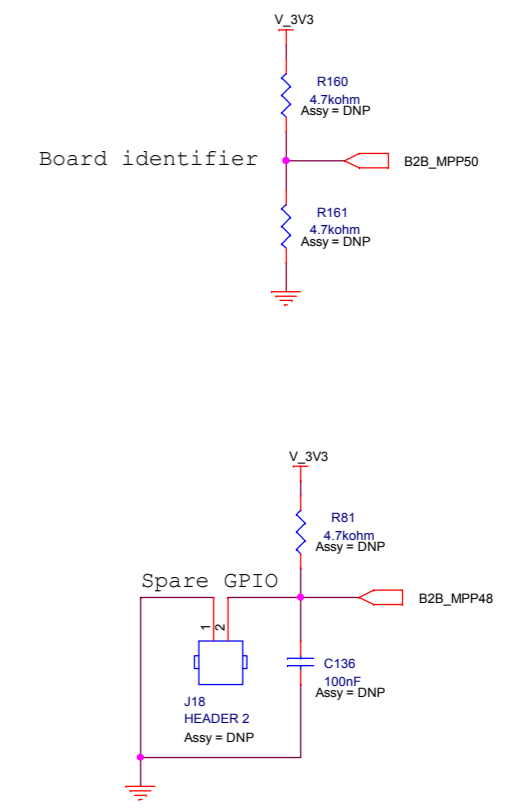 V_3V3
R160
4.7kohm
Assy = DNP
Board identifier
B2B_MPP50
R161
4.7kohm
Assy = DNP
V_3V3
R81
4.7kohm
Assy = DNP
Spare GPIO
B2B_MPP48
1
2
C136
100nF
Assy = DNP
J18
HEADER 2
Assy = DNP